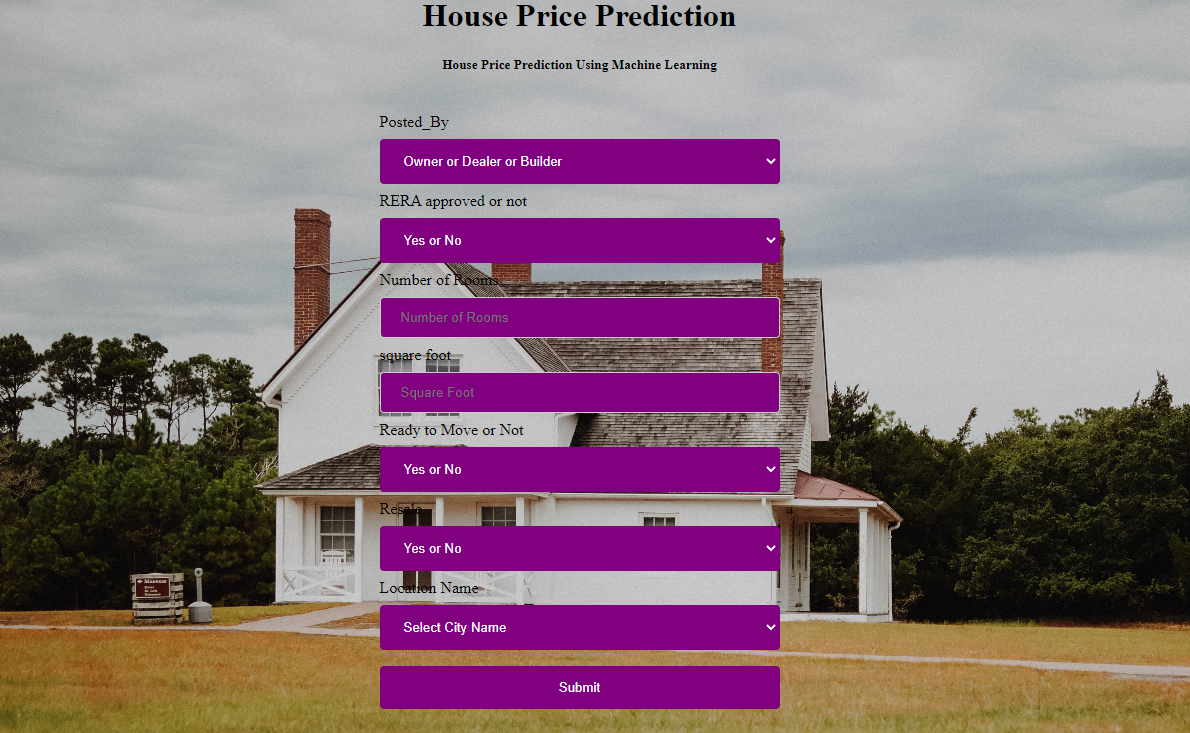 House Price Prediction
House Price Prediction Using Machine Learning
Posted_By
Owner or Dealer or Builder
RERA approved or not
Yes or No
Number of Rooms
Number of Rooms
square foot
Square Foot
Ready to Move or Not
Yes or No
Resale
Yes or No
Location Name
Museum
Select City Name
Submit